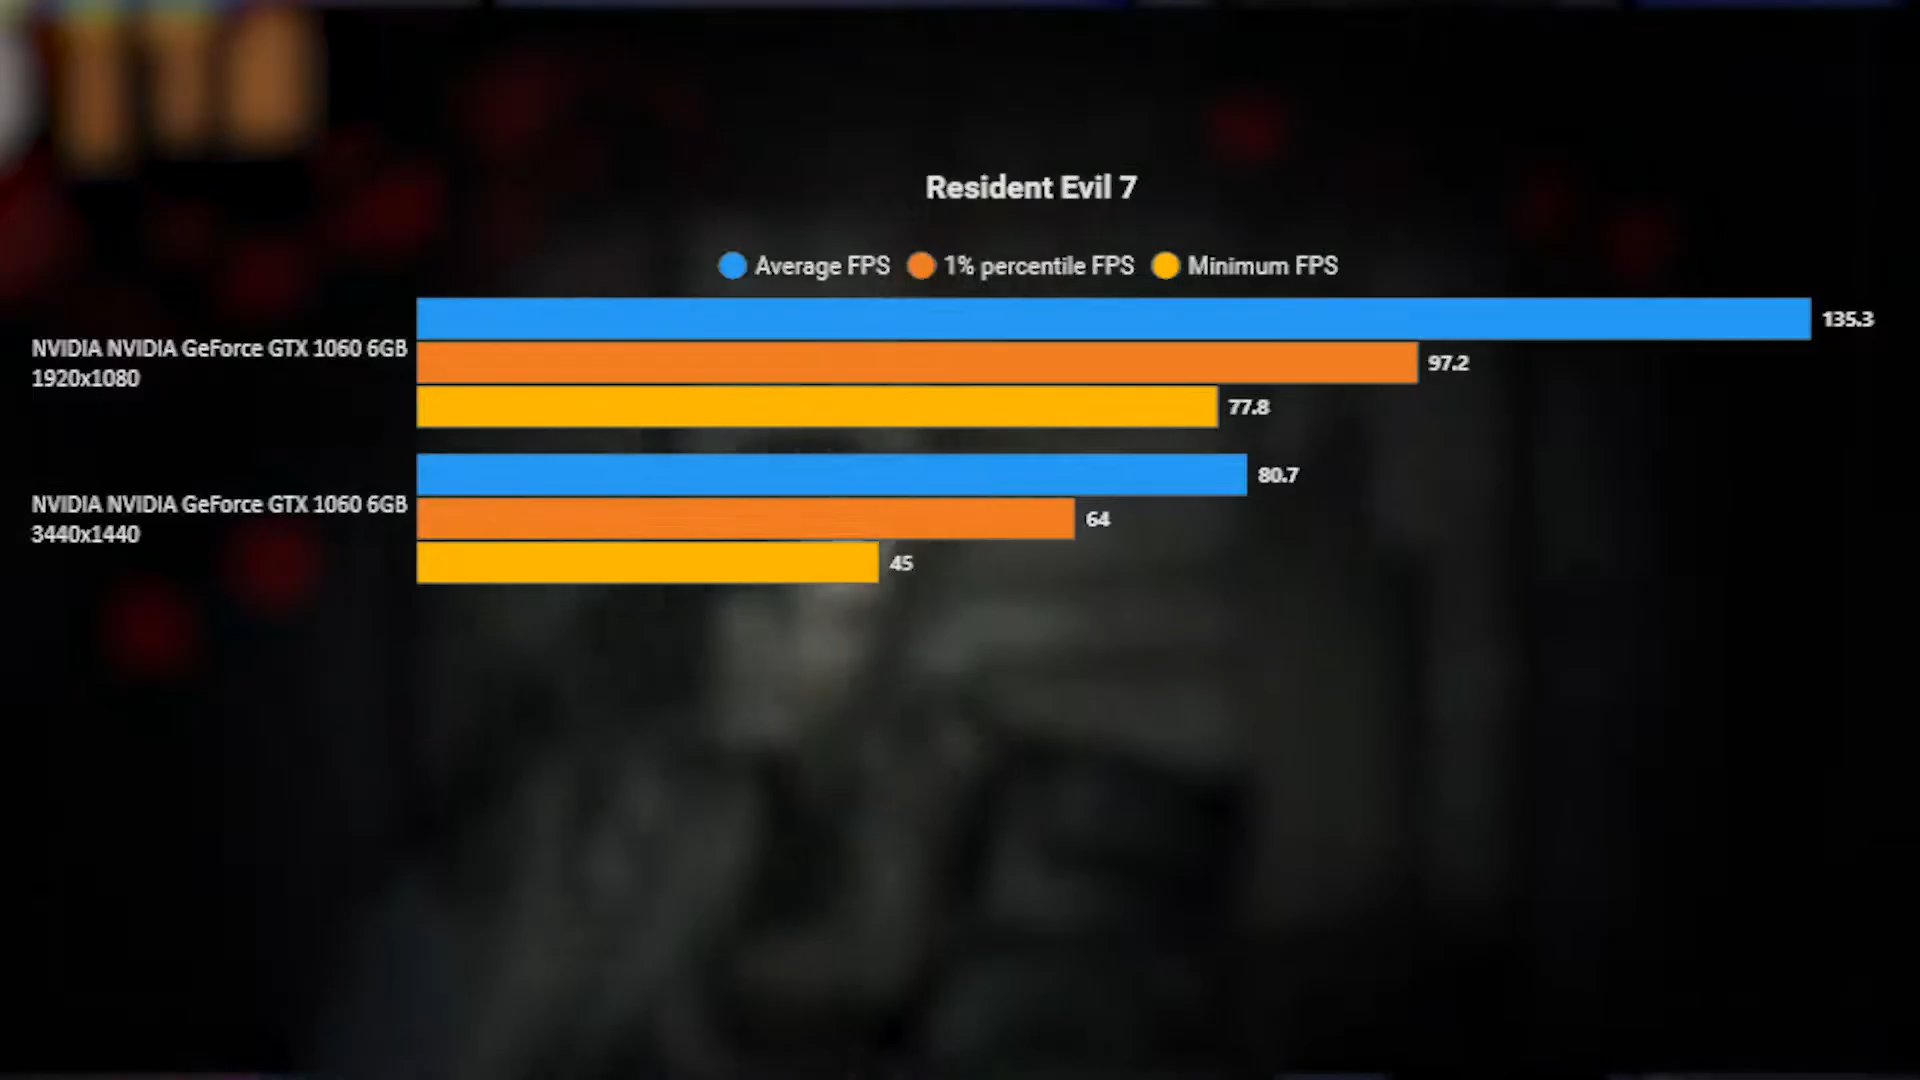 Resident Evil 7
Average FPS 1% percentile FPS Minimum FPS
NVIDIA NVIDIA GeForce GTX 1060 6GB
1920x1080
135.3
97.2
77.8
NVIDIA NVIDIA GeForce GTX 1060 6GB
3440x1440
80.7
64
45